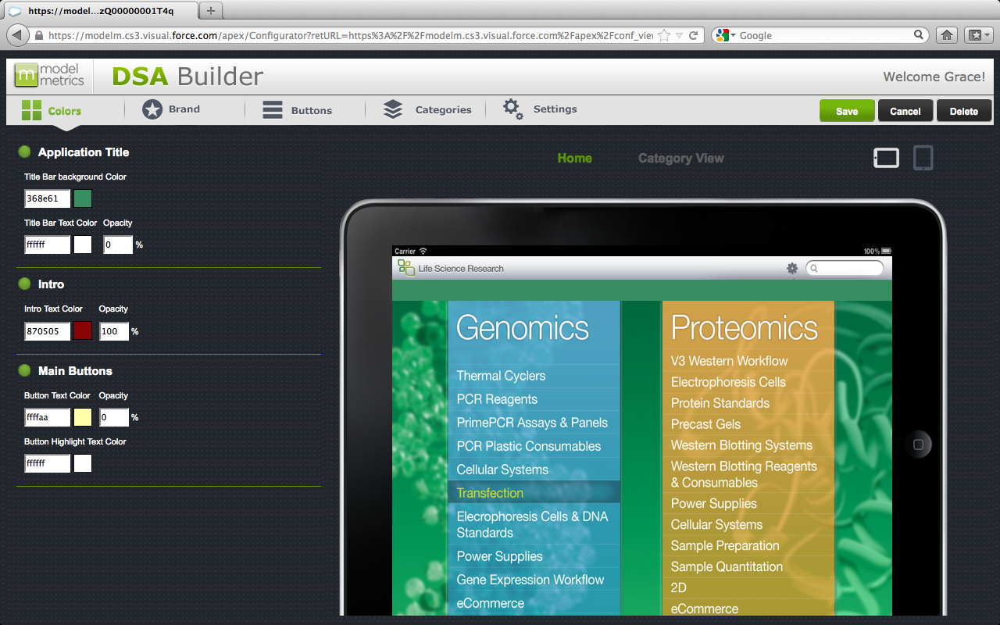 https://model...zQ00000001T4q
https://modelm.cs3.visual.force.com/apex/Configurator?retURL=https%3A%2F%2Fmodelm.cs3.visual.force.com%2Fapex%2Fconf_viev
Google
m model metrics
DSA Builder
Welcome Grace!
Colors
Brand
Buttons
Categories
Settings
Save
Cancel
Delete
Application Title
Title Bar background Color
368e61
Title Bar Text Color Opacity
ffffff 0 %
Intro
Intro Text Color Opacity
870505 100 %
Main Buttons
Button Text Color Opacity
ffffaa 0 %
Button Highlight Text Color
ffffff
Home
Category View
Carrier
100%
Life Science Research
Genomics
Thermal Cyclers
PCR Reagents
PrimePCR Assays & Panels
PCR Plastic Consumables
Cellular Systems
Transfection
Elecrophoresis Cells & DNA
Standards
Power Supplies
Gene Expression Workflow
eCommerce
Proteomics
V3 Western Workflow
Electrophoresis Cells
Protein Standards
Precast Gels
Western Blotting Systems
Western Blotting Reagents
& Consumables
Power Supplies
Cellular Systems
Sample Preparation
Sample Quantitation
2D
eCommerce